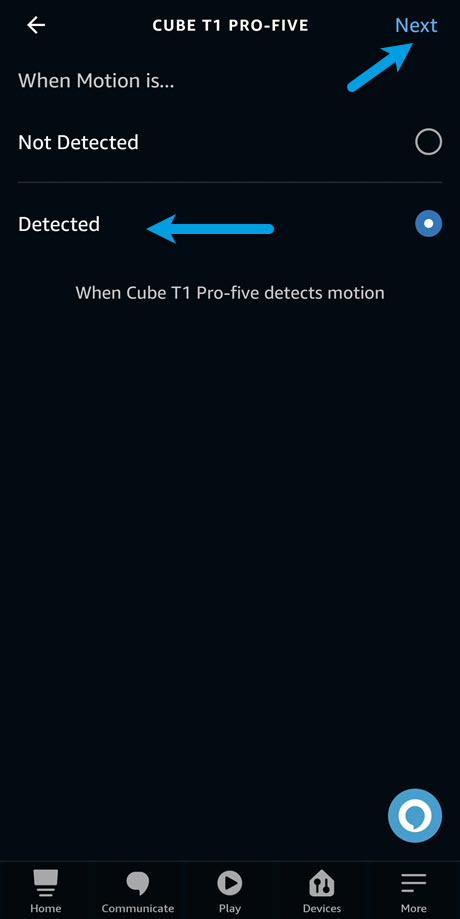 CUBE T1 PRO-FIVE
Next
When Motion is...
Not Detected
Detected
When Cube T1 Pro-five detects motion
Home
Communicate
Play
Devices
More